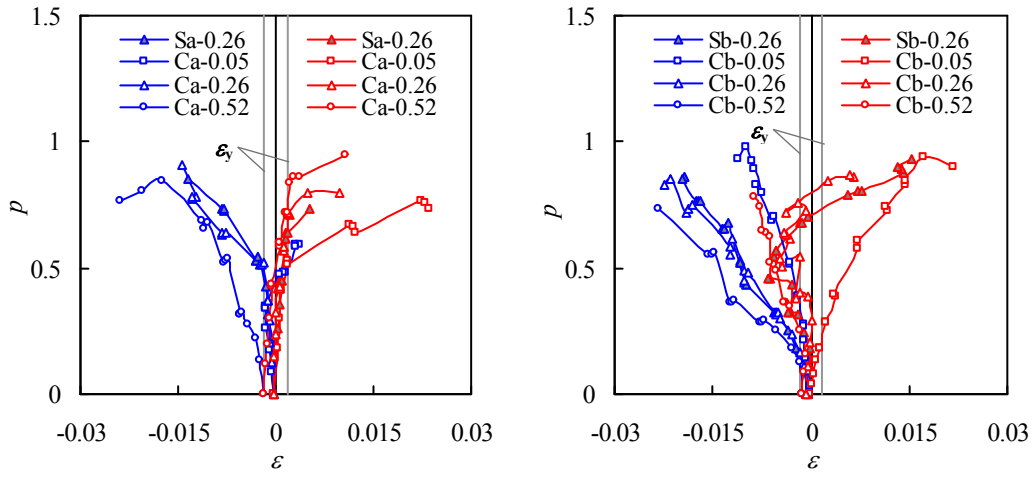 1.5
Sa-0.26 Sa-0.26
Ca-0.05 Ca-0.05
Ca-0.26 Ca-0.26
Ca-0.52 Ca-0.52
1
εy
p
0.5
0
-0.03 -0.015 0 0.015 0.03
ε
1.5
Sb-0.26 Sb-0.26
Cb-0.05 Cb-0.05
Cb-0.26 Cb-0.26
Cb-0.52 Cb-0.52
1
εy
p
0.5
0
-0.03 -0.015 0 0.015 0.03
ε